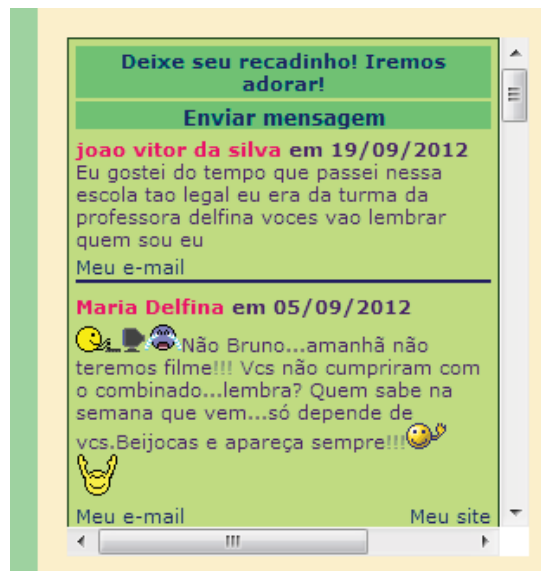 Deixe seu recadinho! Iremos
adorar!
Enviar mensagem
joao vitor da silva em 19/09/2012
Eu gostei do tempo que passei nessa
escola tao legal eu era da turma da
professora delfina voces vao lembrar
quem sou eu
Meu e-mail
Maria Delfina em 05/09/2012
Não Bruno...amanhã não
teremos filme!!! Vcs não cumpriram com
o combinado...lembra? Quem sabe na
semana que vem...só depende de
vcs.Beijocas e apareça sempre!!!
Meu e-mail Meu site